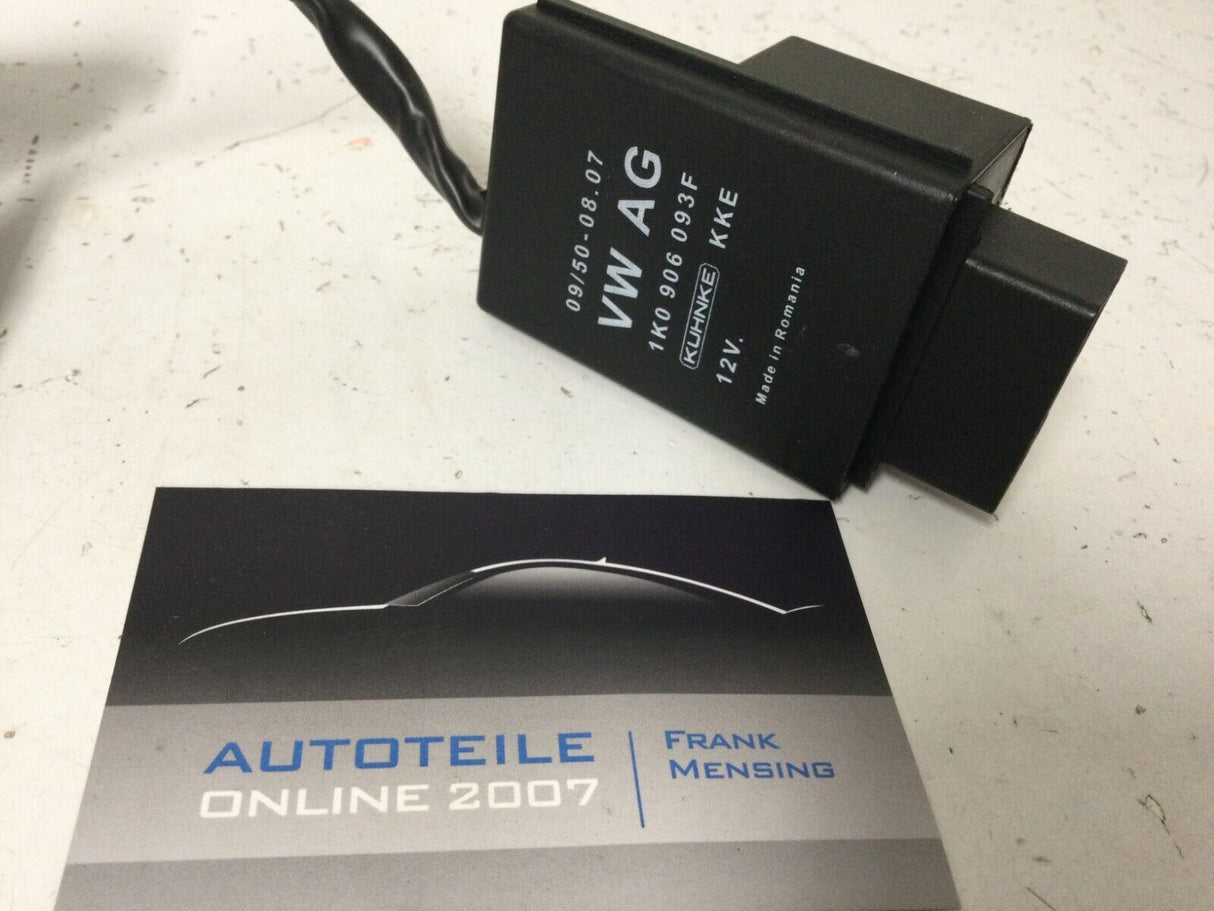 09/50-08.07
VW AG
1K0 906 093F
KUHNKE KKE
12V.
Made in Romania
AUTOTEILE
ONLINE 2007
FRANK
MENSING